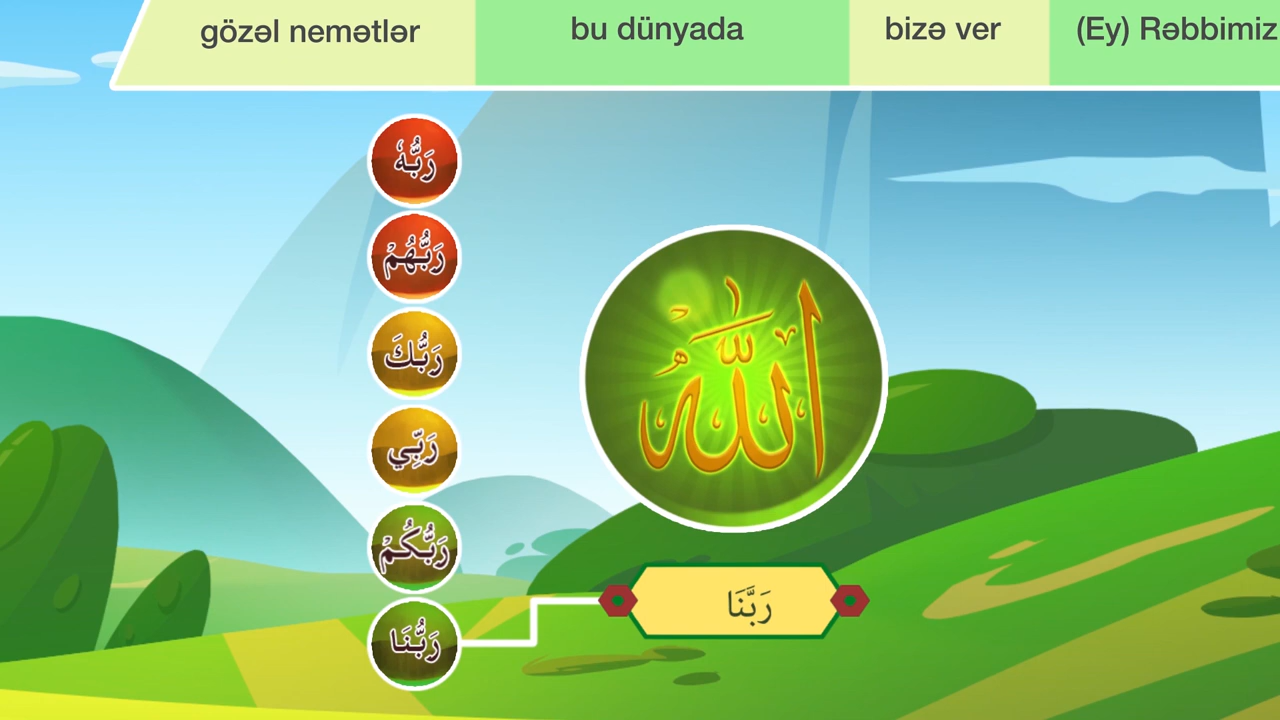 gözəl nemətlər bu dünyada bizə ver (Ey) Rəbbimiz
رَبُّهُ
رَبُّهُمْ
رَبُّكَ
رَبِّي
رَبُّكُمْ
رَبُّنَا
اللّٰهُ
رَبَّنَا